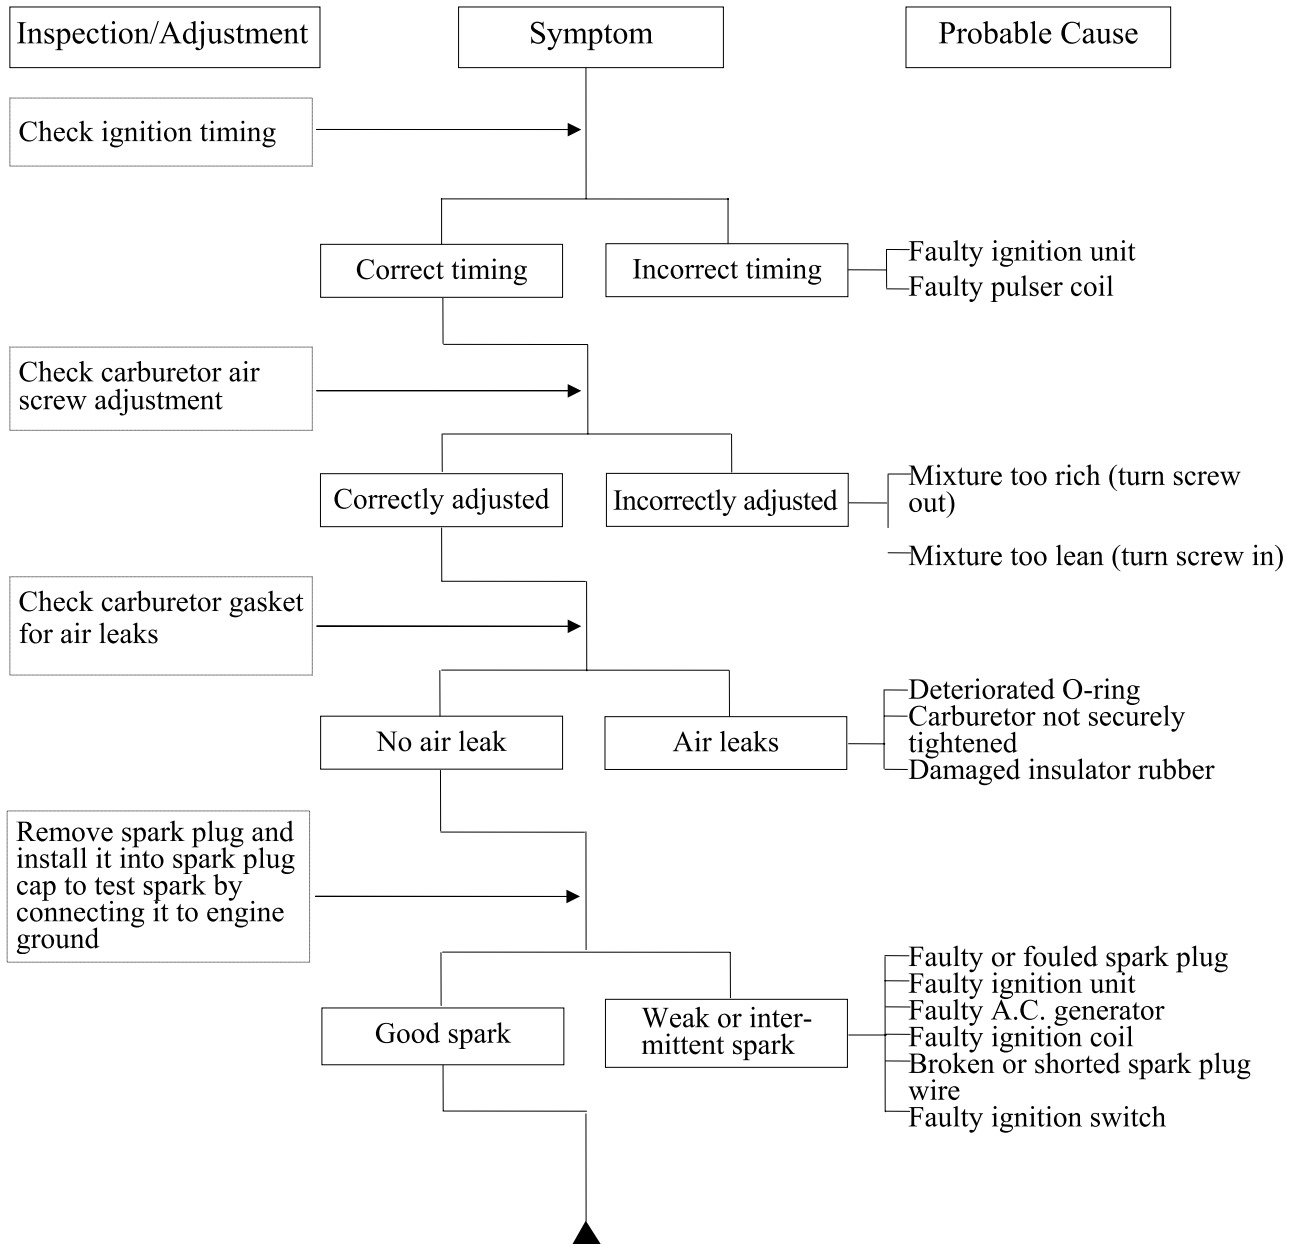 Inspection/Adjustment
Symptom
Probable Cause
Check ignition timing
Correct timing
Incorrect timing
Faulty ignition unit
Faulty pulser coil
Check carburetor air
screw adjustment
Correctly adjusted
Incorrectly adjusted
Mixture too rich (turn screw
out)
Mixture too lean (turn screw in)
Check carburetor gasket
for air leaks
No air leak
Air leaks
Deteriorated O-ring
Carburetor not securely
tightened
Damaged insulator rubber
Remove spark plug and
install it into spark plug
cap to test spark by
connecting it to engine
ground
Good spark
Weak or inter-
mittent spark
Faulty or fouled spark plug
Faulty ignition unit
Faulty A.C. generator
Faulty ignition coil
Broken or shorted spark plug
wire
Faulty ignition switch